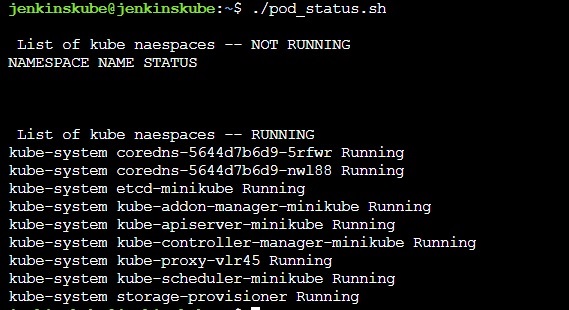 jenkinskube@jenkinskube:~$ ./pod_status.sh
List of kube naespaces -- NOT RUNNING
NAMESPACE NAME STATUS
List of kube naespaces -- RUNNING
kube-system coredns-5644d7b6d9-5rfwr Running
kube-system coredns-5644d7b6d9-nwl88 Running
kube-system etcd-minikube Running
kube-system kube-addon-manager-minikube Running
kube-system kube-apiserver-minikube Running
kube-system kube-controller-manager-minikube Running
kube-system kube-proxy-vlr45 Running
kube-system kube-scheduler-minikube Running
kube-system storage-provisioner Running